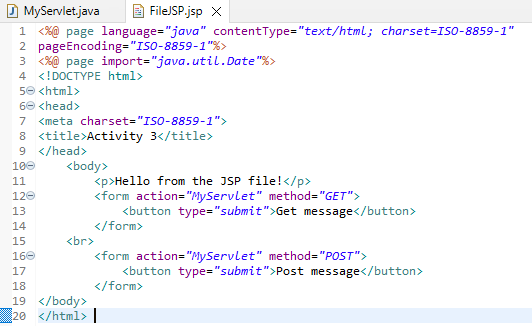 MyServlet.java FileJSP.jsp
1 <%@ page language="java" contentType="text/html; charset=ISO-8859-1"
2 pageEncoding="ISO-8859-1"%>
3 <%@ page import="java.util.Date"%>
4 <!DOCTYPE html>
5 <html>
6 <head>
7 <meta charset="ISO-8859-1">
8 <title>Activity 3</title>
9 </head>
10     <body>
11         <p>Hello from the JSP file!</p>
12         <form action="MyServlet" method="GET">
13             <button type="submit">Get message</button>
14         </form>
15     <br>
16         <form action="MyServlet" method="POST">
17             <button type="submit">Post message</button>
18         </form>
19 </body>
20 </html>